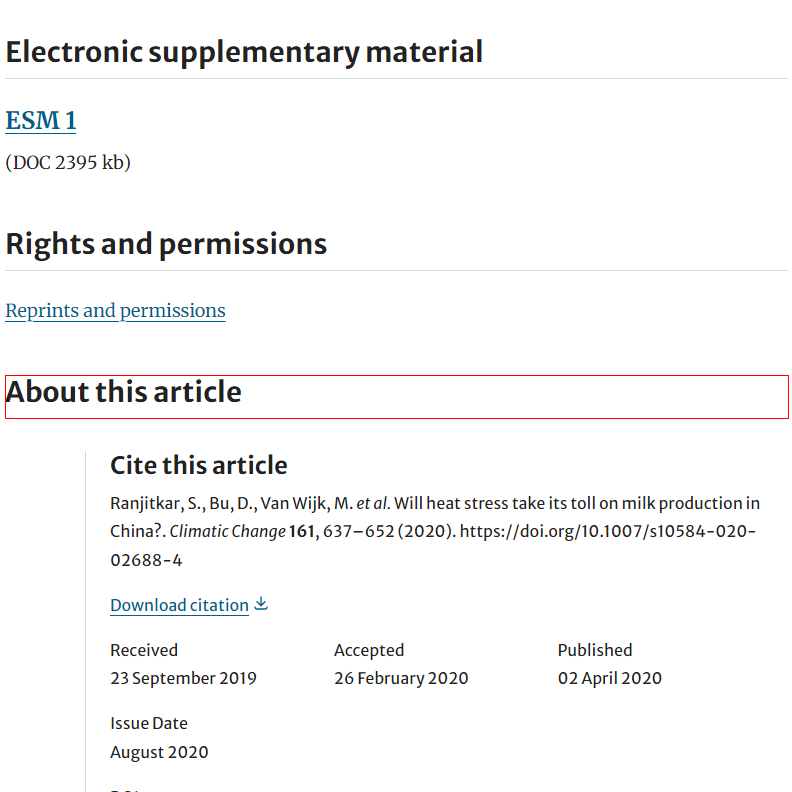 Electronic supplementary material
ESM 1
(DOC 2395 kb)
Rights and permissions
Reprints and permissions
About this article
Cite this article
Ranjitkar, S., Bu, D., Van Wijk, M. et al. Will heat stress take its toll on milk production in
China?. Climatic Change 161, 637–652 (2020). https://doi.org/10.1007/s10584-020-
02688-4
Download citation
Received Accepted Published
23 September 2019 26 February 2020 02 April 2020
Issue Date
August 2020